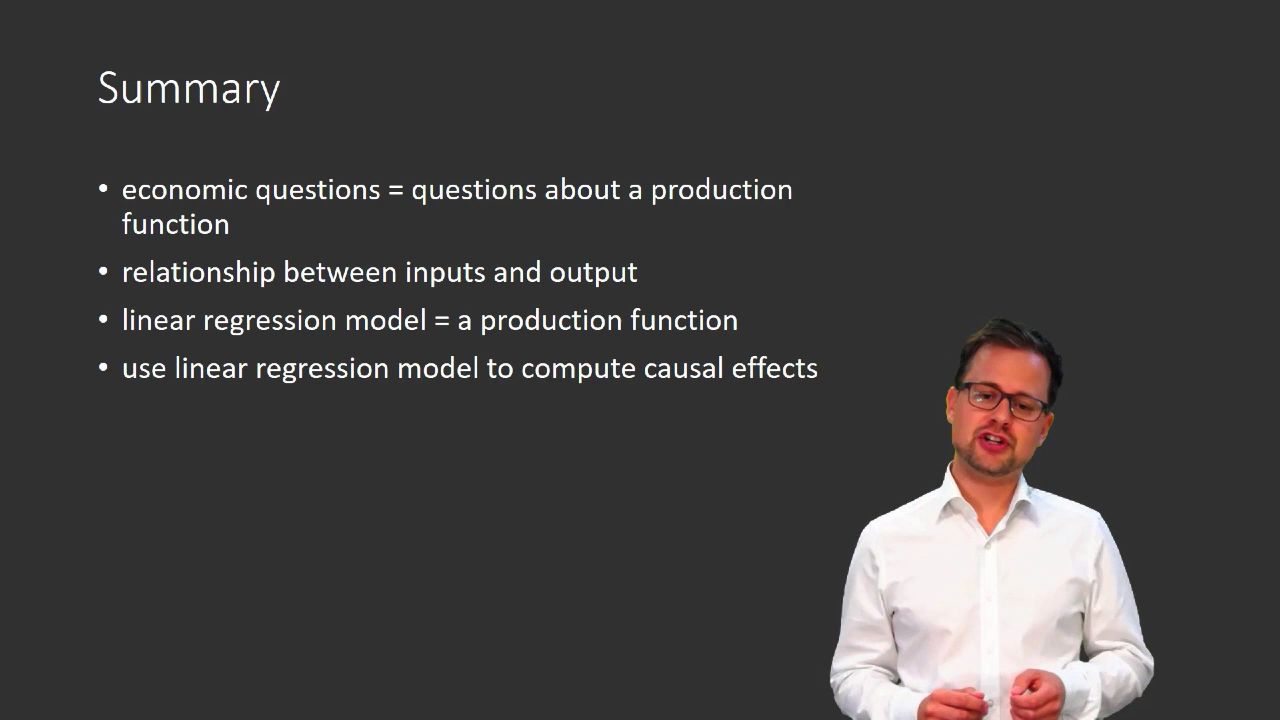 Summary
• economic questions = questions about a production
function
• relationship between inputs and output
• linear regression model = a production function
• use linear regression model to compute causal effects